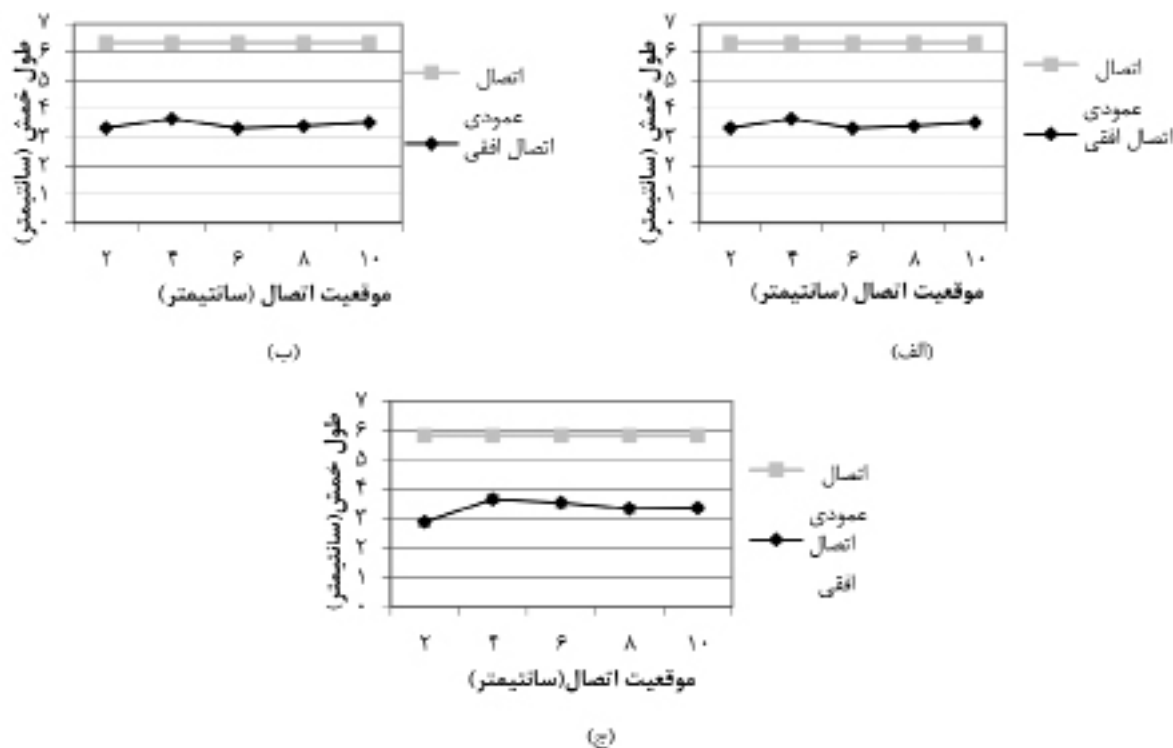 طول خمش (سانتیمتر)
۷
۶
۵
۴
۳
۲
۱
۰
۲ ۴ ۶ ۸ ۱۰
موقعیت اتصال (سانتیمتر)
اتصال
عمودی
اتصال افقی
(الف)
طول خمش (سانتیمتر)
۷
۶
۵
۴
۳
۲
۱
۰
۲ ۴ ۶ ۸ ۱۰
موقعیت اتصال (سانتیمتر)
اتصال
عمودی
اتصال افقی
(ب)
طول خمش(سانتیمتر)
۷
۶
۵
۴
۳
۲
۱
۰
۲ ۴ ۶ ۸ ۱۰
موقعیت اتصال(سانتیمتر)
اتصال
عمودی
اتصال
افقی
(ج)